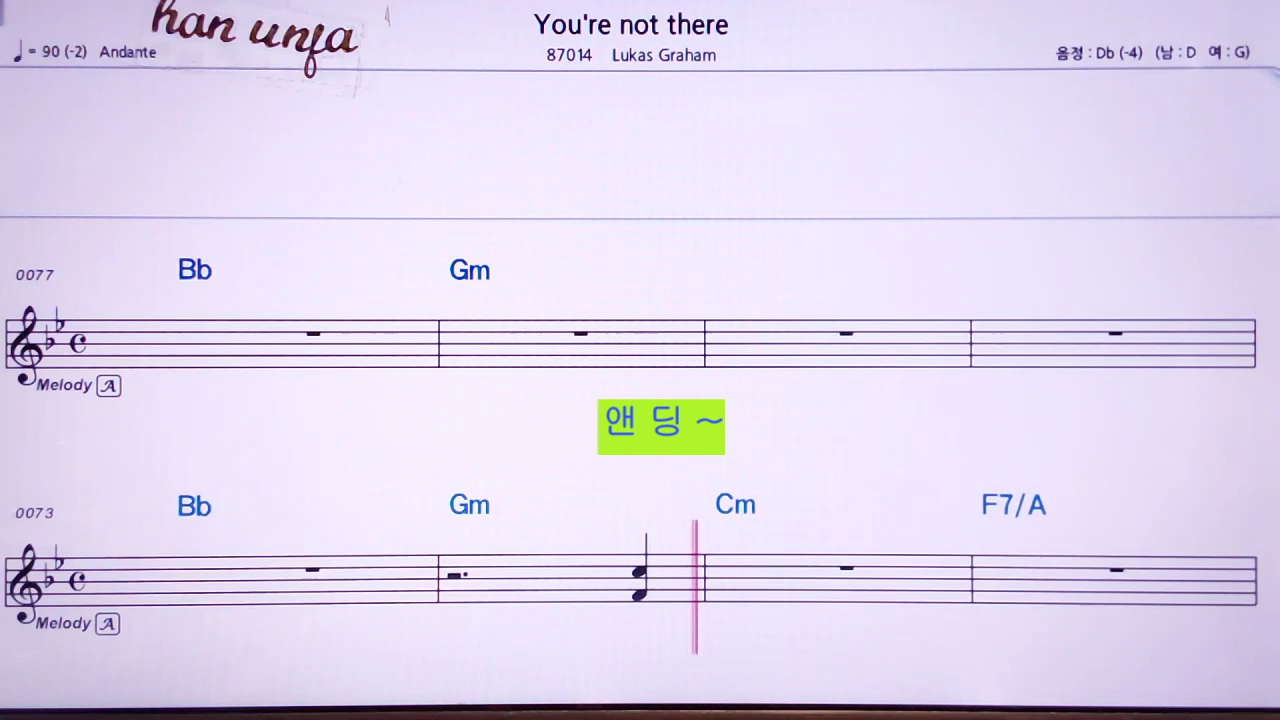 han unfa
You're not there
♩ = 90 (-2) Andante
87014 Lukas Graham
음정 : Db (-4) (남 : D 여 : G)
0077
Bb Gm
Melody A
앤 딩 ~
0073
Bb Gm Cm F7/A
Melody A